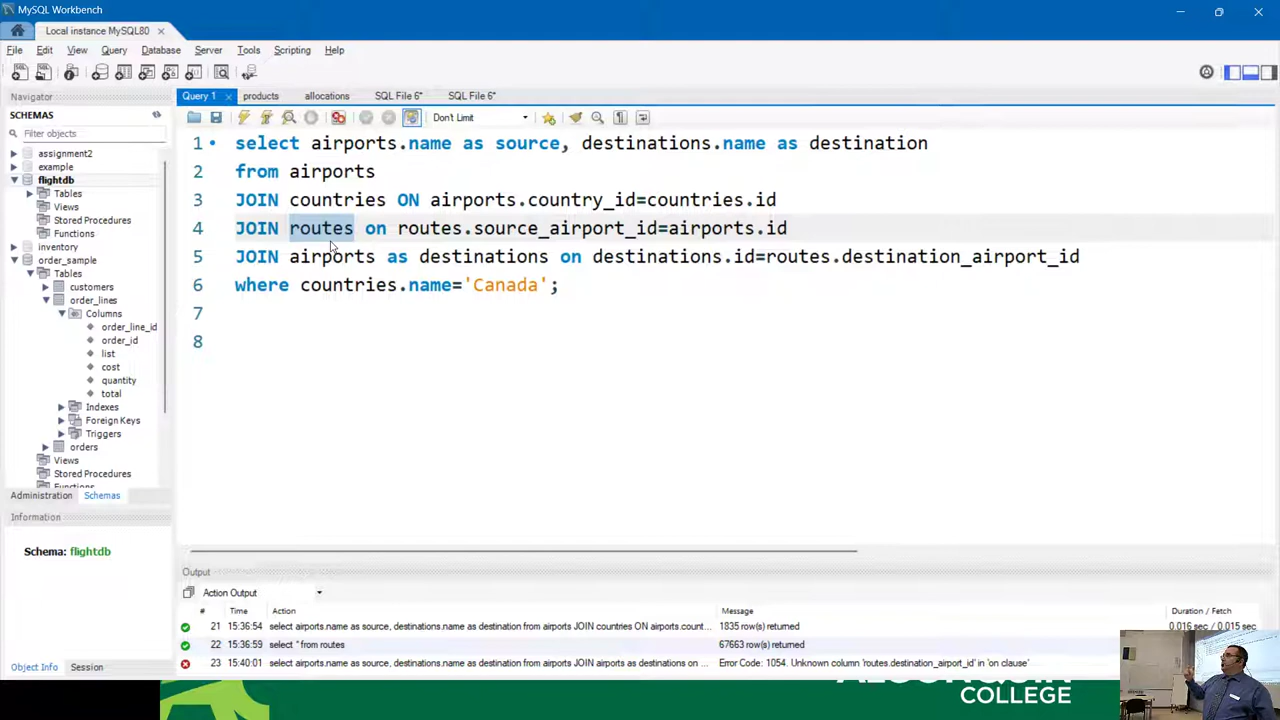 MySQL Workbench
Local instance MySQL80
File Edit View Query Database Server Tools Scripting Help
Navigator
SCHEMAS
Filter objects
assignment2
example
flightdb
Tables
Views
Stored Procedures
Functions
inventory
order_sample
Tables
customers
order_lines
Columns
order_line_id
order_id
list
cost
quantity
total
Indexes
Foreign Keys
Triggers
orders
Views
Stored Procedures
Administration Schemas
Information
Schema: flightdb
Object Info Session
Query 1 products allocations SQL File 6* SQL File 6*
Don't Limit
1 select airports.name as source, destinations.name as destination
2 from airports
3 JOIN countries ON airports.country_id=countries.id
4 JOIN routes on routes.source_airport_id=airports.id
5 JOIN airports as destinations on destinations.id=routes.destination_airport_id
6 where countries.name='Canada';
7
8
Output
Action Output
# Time Action Message Duration / Fetch
21 15:36:54 select airports.name as source, destinations.name as destination from airports JOIN countries ON airports.count... 1835 row(s) returned 0.016 sec / 0.015 sec
22 15:36:59 select * from routes 67663 row(s) returned
23 15:40:01 select airports.name as source, destinations.name as destination from airports JOIN airports as destinations on ... Error Code: 1054. Unknown column 'routes.destination_airport_id' in 'on clause'
COLLEGE